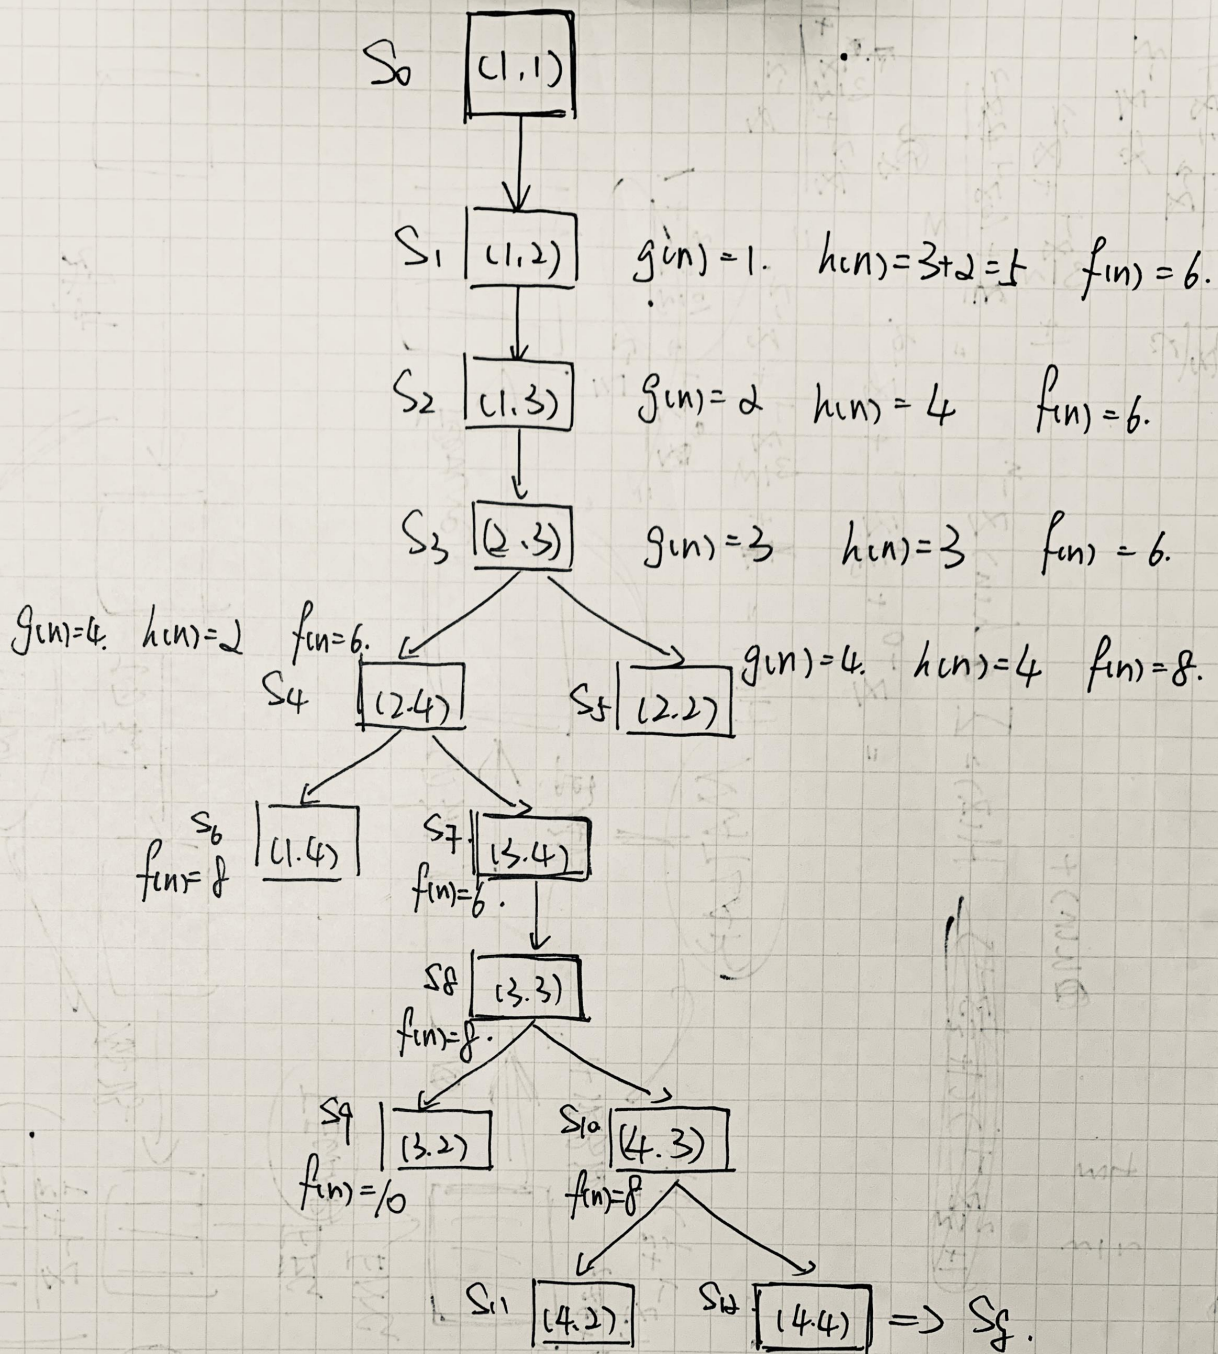 S0 (1,1)
S1 (1,2) g(n)=1. h(n)=3+2=5 f(n)=6.
S2 (1.3) g(n)=2 h(n)=4 f(n)=6.
S3 (2.3) g(n)=3 h(n)=3 f(n)=6.
g(n)=4. h(n)=2 f(n)=6.
S4 (2.4)
S5 (2.2) g(n)=4. h(n)=4 f(n)=8.
S6 (1.4)
f(n)=8
S7 (3.4)
f(n)=6.
S8 (3.3)
f(n)=8.
S9 (3.2)
f(n)=10
S10 (4.3)
f(n)=8
S11 (4.2)
S12 (4.4) => Sg.